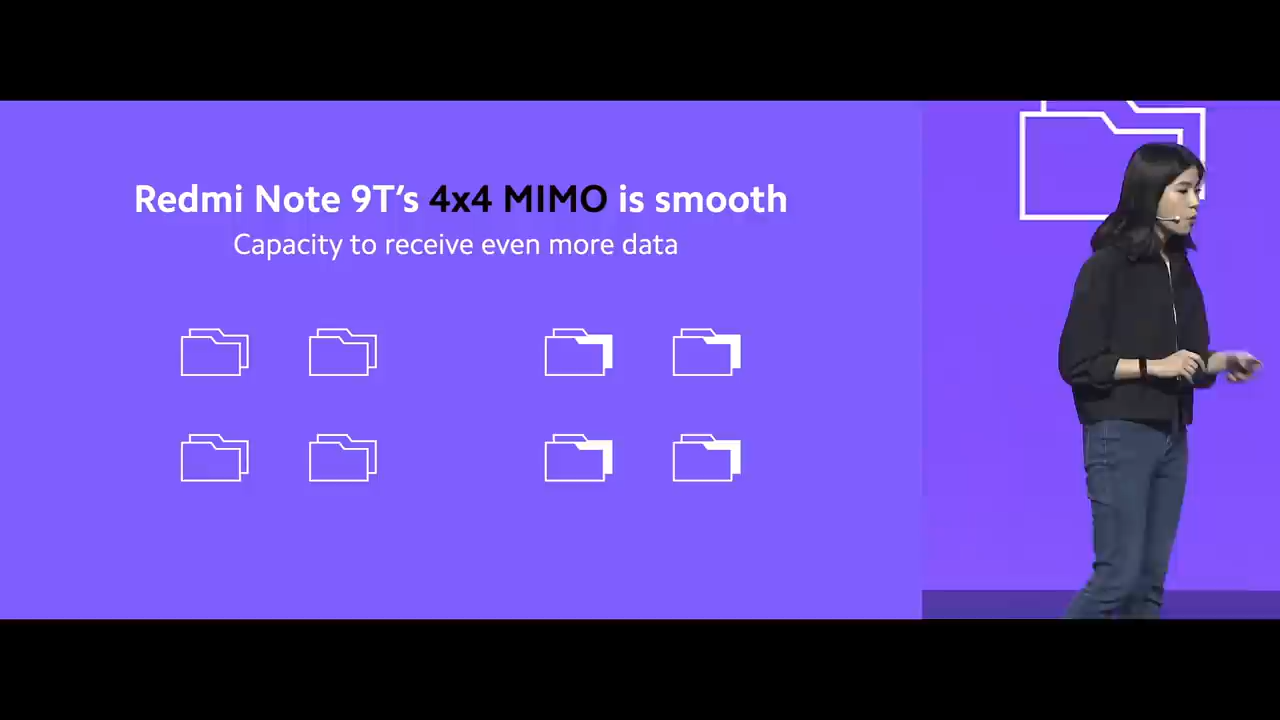 Redmi Note 9T’s 4x4 MIMO is smooth
Capacity to receive even more data